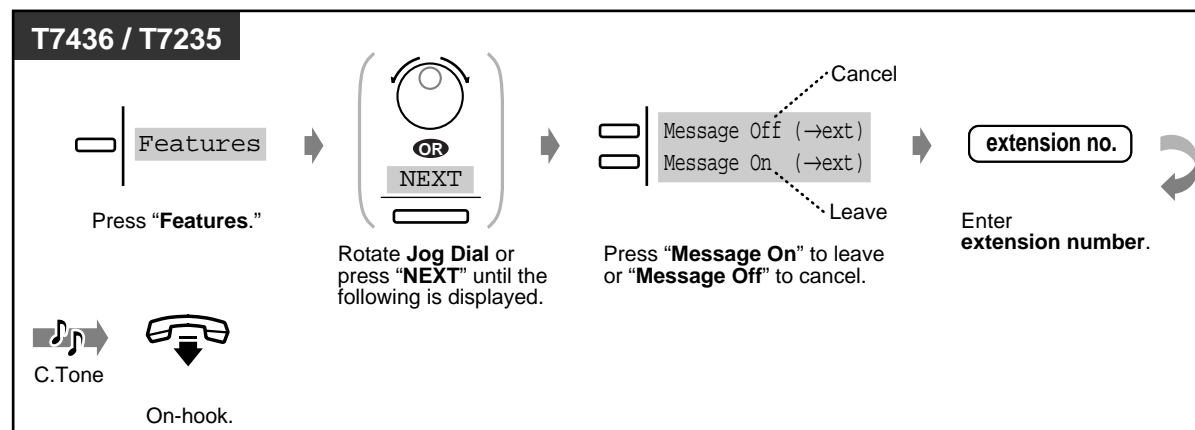 T7436 / T7235
Features
Press “Features.”
OR
NEXT
Rotate Jog Dial or
press “NEXT” until the
following is displayed.
Cancel
Message Off (→ext)
Message On (→ext)
Leave
Press “Message On” to leave
or “Message Off” to cancel.
extension no.
Enter
extension number.
C.Tone
On-hook.